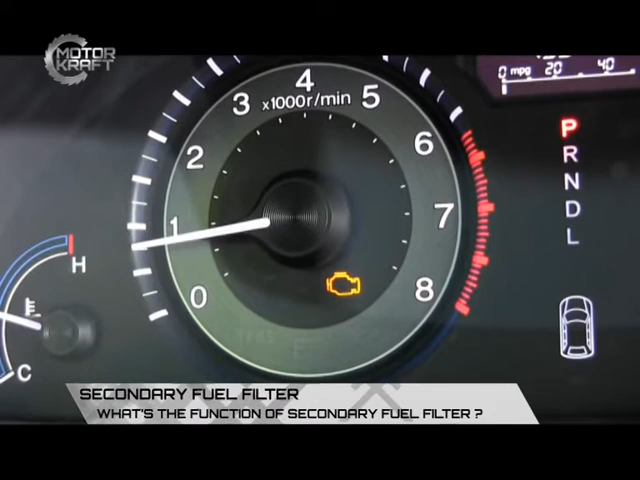 MOTOR
KRAFT
0 mpg 20 40
4
3 x1000r/min 5
2 6
1 7
0 8
P
R
N
D
L
H
C
SECONDARY FUEL FILTER
WHAT'S THE FUNCTION OF SECONDARY FUEL FILTER ?